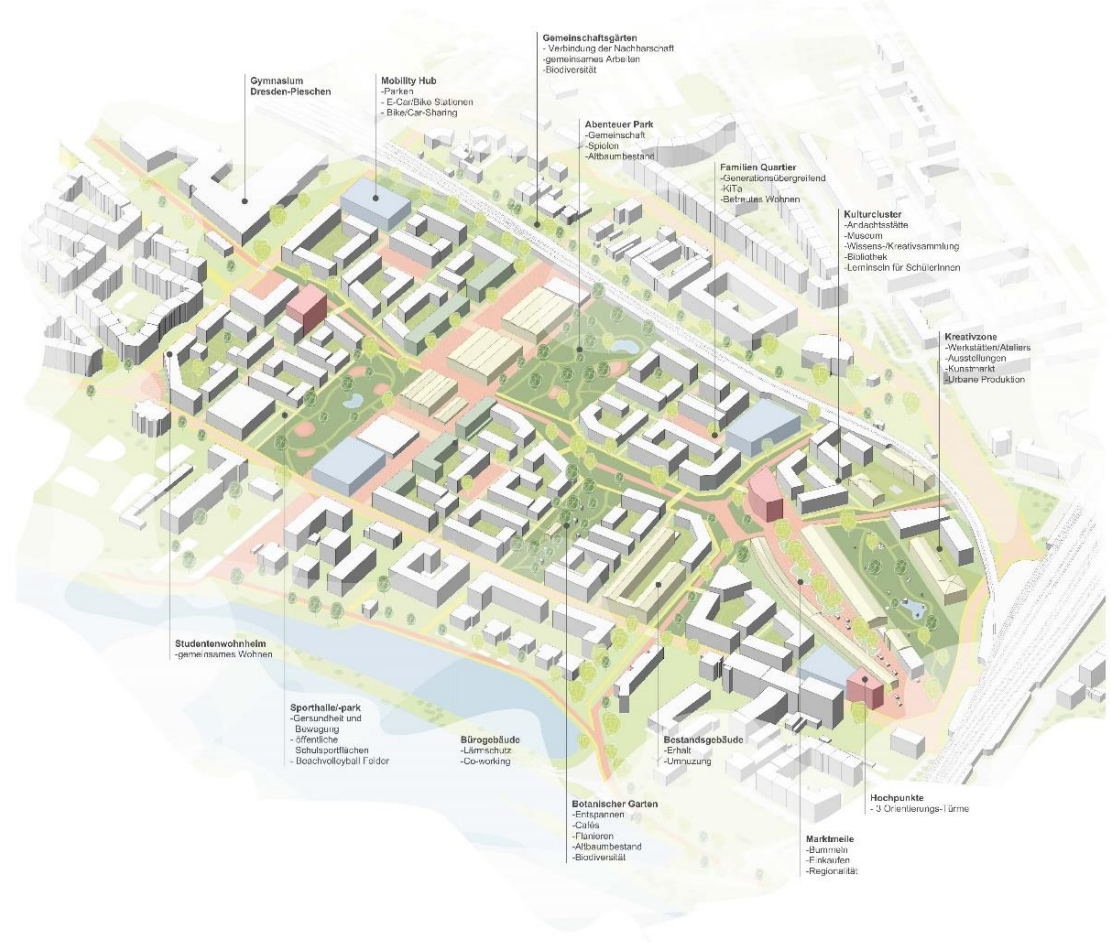 Gemeinschaftsgärten
- Verbindung der Nachbarschaft
-gemeinsames Arbeiten
-Biodiversität
Gymnasium
Dresden-Pieschen
Mobility Hub
-Parken
- E-Car/Bike Stationen
- Bike/Car-Sharing
Abenteuer Park
-Gemeinschaft
-Spielen
-Altbaumbestand
Familien Quartier
-Generationsübergreifend
-KiTa
-Betreutes Wohnen
Kulturcluster
-Andachtsstätte
-Museum
-Wissens-/Kreativsammlung
-Bibliothek
-Lerninseln für SchülerInnen
Kreativzone
-Werkstätten/Ateliers
-Ausstellungen
-Kunstmarkt
-Urbane Produktion
Studentenwohnheim
-gemeinsames Wohnen
Sporthalle/-park
-Gersundheit und
Bewegung
- öffentliche
Schulsportflächen
- Beachvolleyball Felder
Bürogebäude
-Lärmschutz
-Co-working
Bestandsgebäude
-Erhalt
-Umnuzung
Botanischer Garten
-Entspannen
-Cafés
-Flanieren
-Altbaumbestand
-Biodiversität
Hochpunkte
- 3 Orientierungs-Türme
Marktmeile
-Bummeln
-Einkaufen
-Regionalität